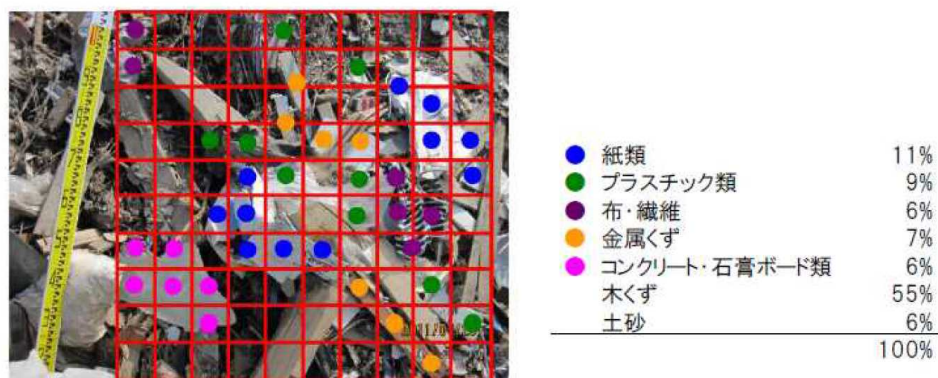 紙類 11%
プラスチック類 9%
布・繊維 6%
金属くず 7%
コンクリート・石膏ボード類 6%
木くず 55%
土砂 6%
100%